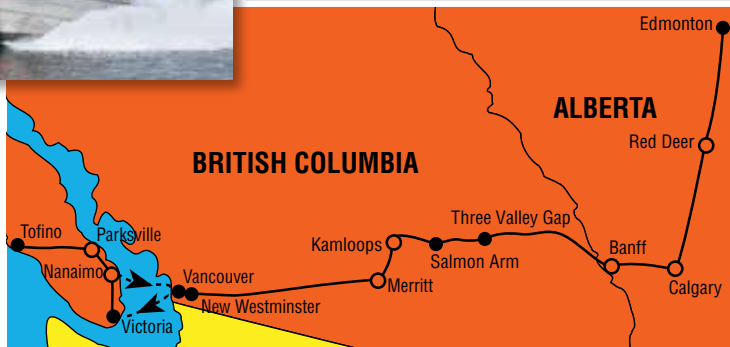 Edmonton
ALBERTA
Red Deer
BRITISH COLUMBIA
Three Valley Gap
Tofino
Parksville
Kamloops
Salmon Arm
Banff
Nanaimo
Vancouver
Merritt
Calgary
New Westminster
Victoria